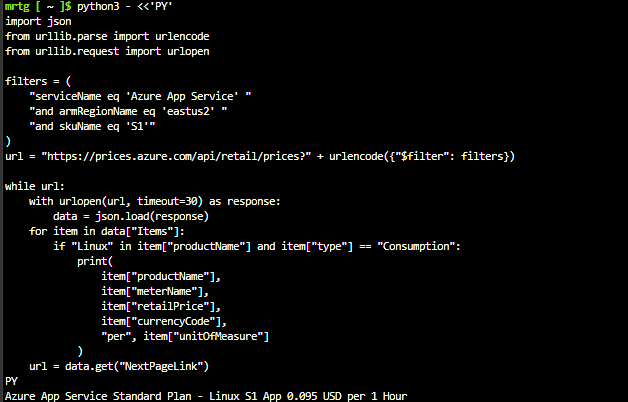 mrtg [ ~ ]$ python3 - <<'PY'
import json
from urllib.parse import urlencode
from urllib.request import urlopen

filters = (
    "serviceName eq 'Azure App Service' "
    "and armRegionName eq 'eastus2' "
    "and skuName eq 'S1'"
)
url = "https://prices.azure.com/api/retail/prices?" + urlencode({"$filter": filters})

while url:
    with urlopen(url, timeout=30) as response:
        data = json.load(response)
    for item in data["Items"]:
        if "Linux" in item["productName"] and item["type"] == "Consumption":
            print(
                item["productName"],
                item["meterName"],
                item["retailPrice"],
                item["currencyCode"],
                "per", item["unitOfMeasure"]
            )
    url = data.get("NextPageLink")
PY
Azure App Service Standard Plan - Linux S1 App 0.095 USD per 1 Hour